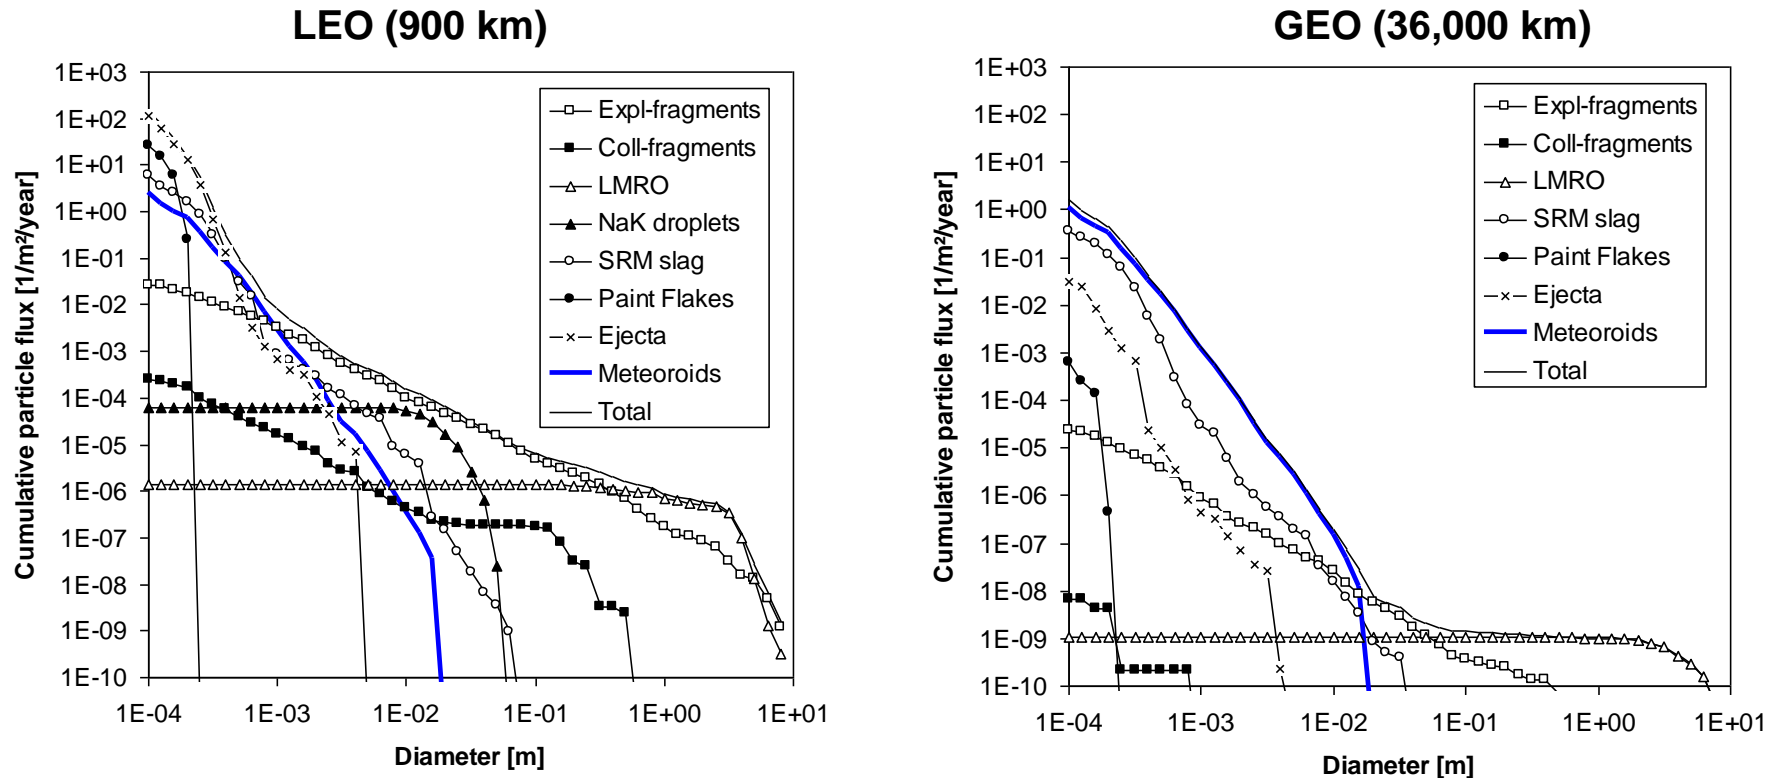 LEO (900 km)
Cumulative particle flux [1/m²/year]
1E+03
1E+02
1E+01
1E+00
1E-01
1E-02
1E-03
1E-04
1E-05
1E-06
1E-07
1E-08
1E-09
1E-10
Expl-fragments
Coll-fragments
LMRO
NaK droplets
SRM slag
Paint Flakes
Ejecta
Meteoroids
Total
1E-04 1E-03 1E-02 1E-01 1E+00 1E+01
Diameter [m]
GEO (36,000 km)
Cumulative particle flux [1/m²/year]
1E+03
1E+02
1E+01
1E+00
1E-01
1E-02
1E-03
1E-04
1E-05
1E-06
1E-07
1E-08
1E-09
1E-10
Expl-fragments
Coll-fragments
LMRO
SRM slag
Paint Flakes
Ejecta
Meteoroids
Total
1E-04 1E-03 1E-02 1E-01 1E+00 1E+01
Diameter [m]